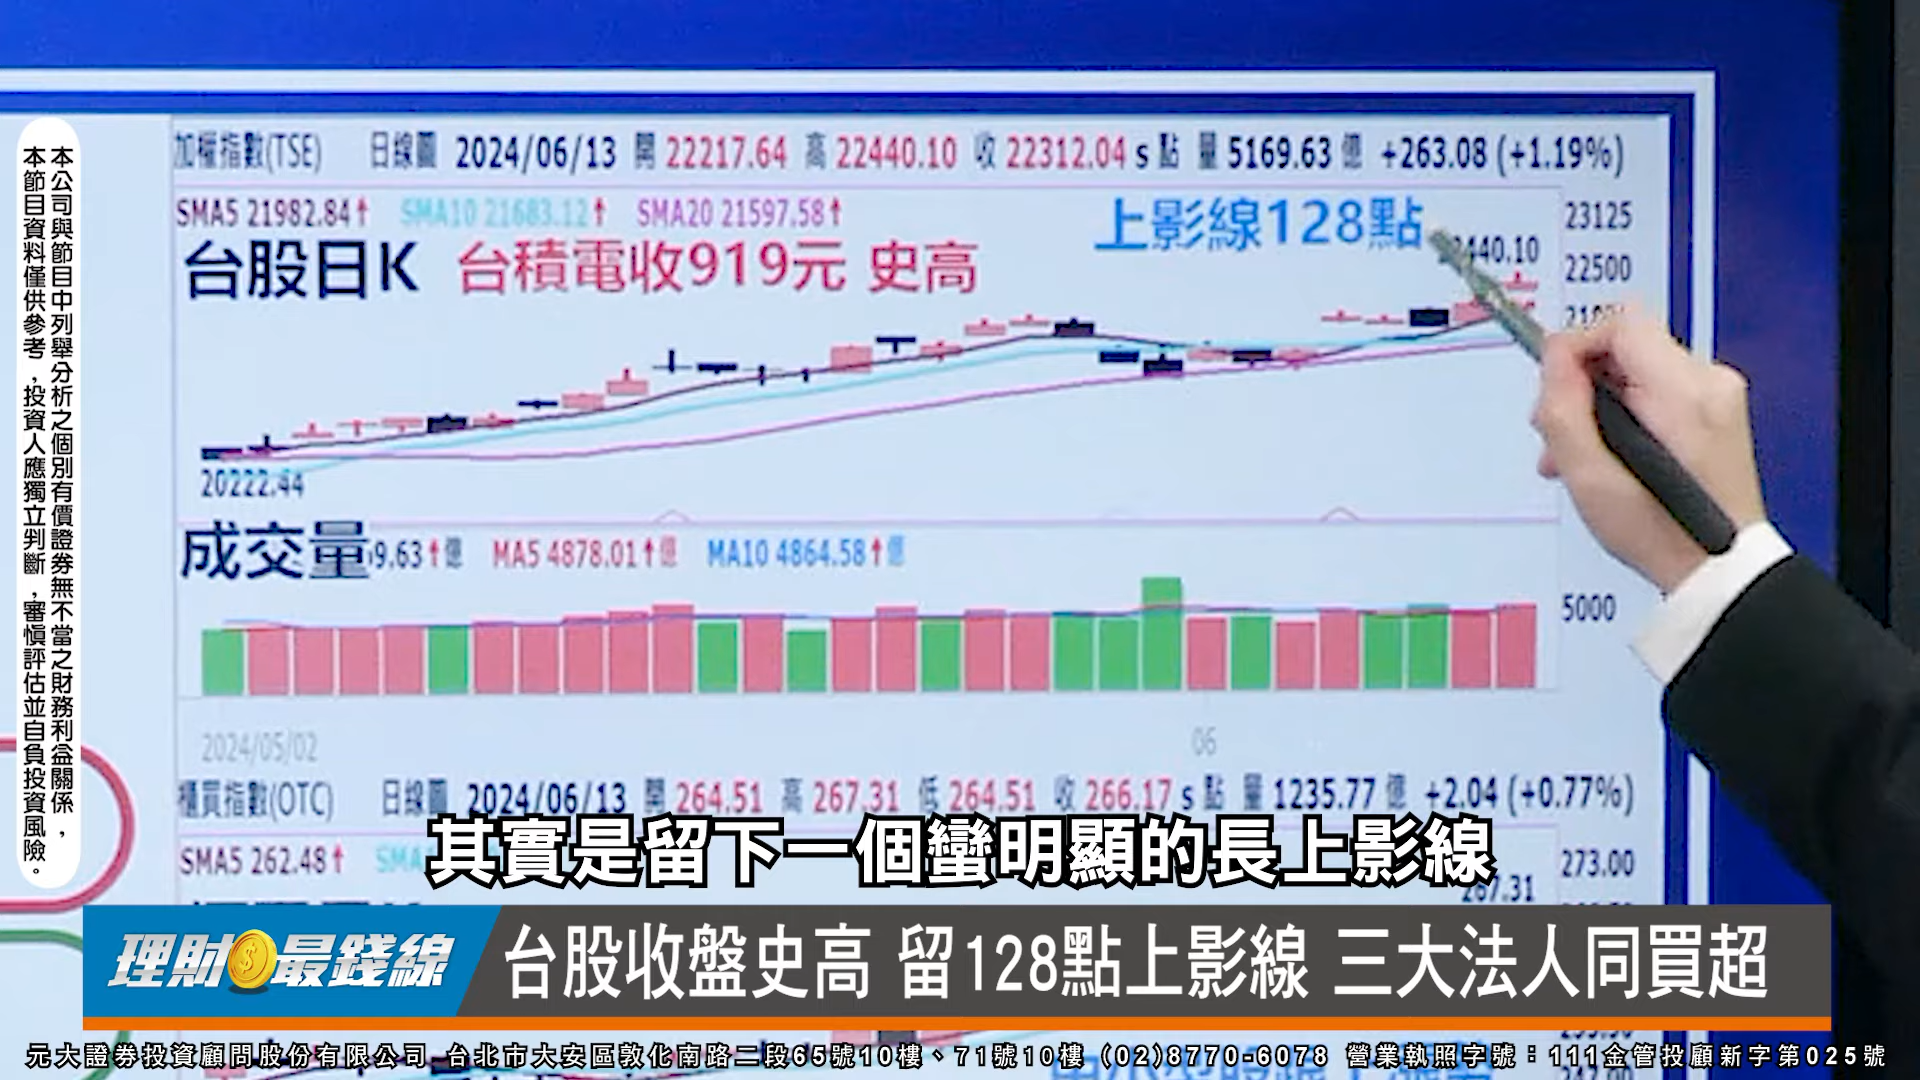 本公司與節目中列舉分析之個別有價證券無不當之財務利益關係，
本節目資料僅供參考，投資人應獨立判斷，審慎評估並自負投資風險。
加權指數(TSE) 日線圖 2024/06/13 開 22217.64 高 22440.10 收 22312.04 s 點 量 5169.63 億 +263.08 (+1.19%)
SMA5 21982.84↑ SMA10 21683.12↑ SMA20 21597.58↑
上影線128點
23125
台股日K 台積電收919元 史高
440.10
22500
20222.44
成交量 9.63↑億 MA5 4878.01↑億 MA10 4864.58↑億
5000
2024/05/02 06
櫃買指數(OTC) 日線圖 2024/06/13 開 264.51 高 267.31 低 264.51 收 266.17 s 點 量 1235.77 億 +2.04 (+0.77%)
SMA5 262.48↑ SMA
273.00
267.31
其實是留下一個蠻明顯的長上影線
理財最錢線
台股收盤史高 留128點上影線 三大法人同買超
元大證券投資顧問股份有限公司 台北市大安區敦化南路二段65號10樓、71號10樓 (02)8770-6078 營業執照字號：111金管投顧新字第025號